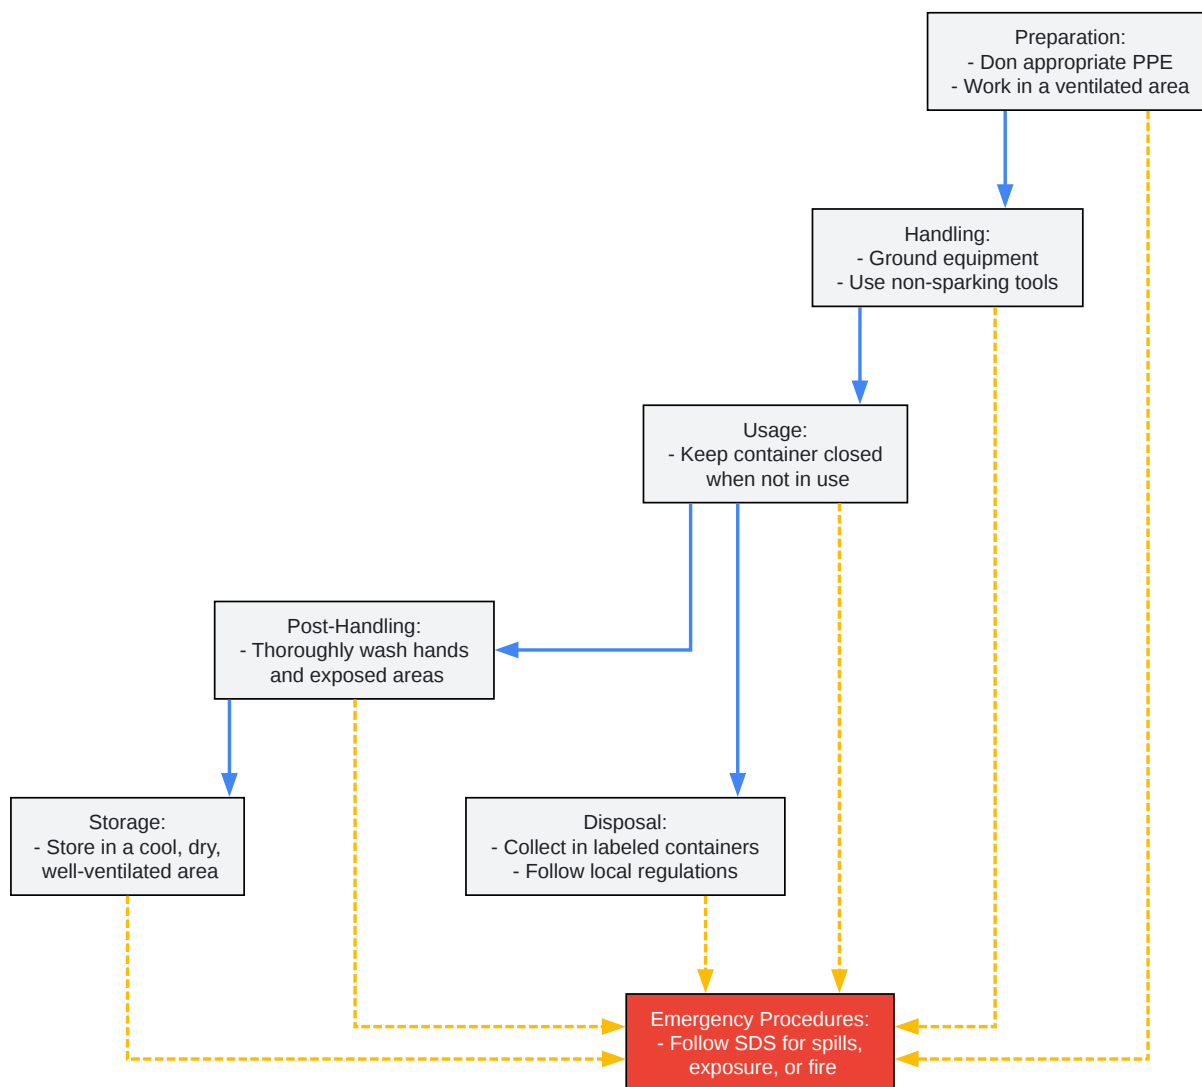 Preparation:
- Don appropriate PPE
- Work in a ventilated area
Handling:
- Ground equipment
- Use non-sparking tools
Usage:
- Keep container closed
when not in use
Post-Handling:
- Thoroughly wash hands
and exposed areas
Storage:
- Store in a cool, dry,
well-ventilated area
Disposal:
- Collect in labeled containers
- Follow local regulations
Emergency Procedures:
- Follow SDS for spills,
exposure, or fire